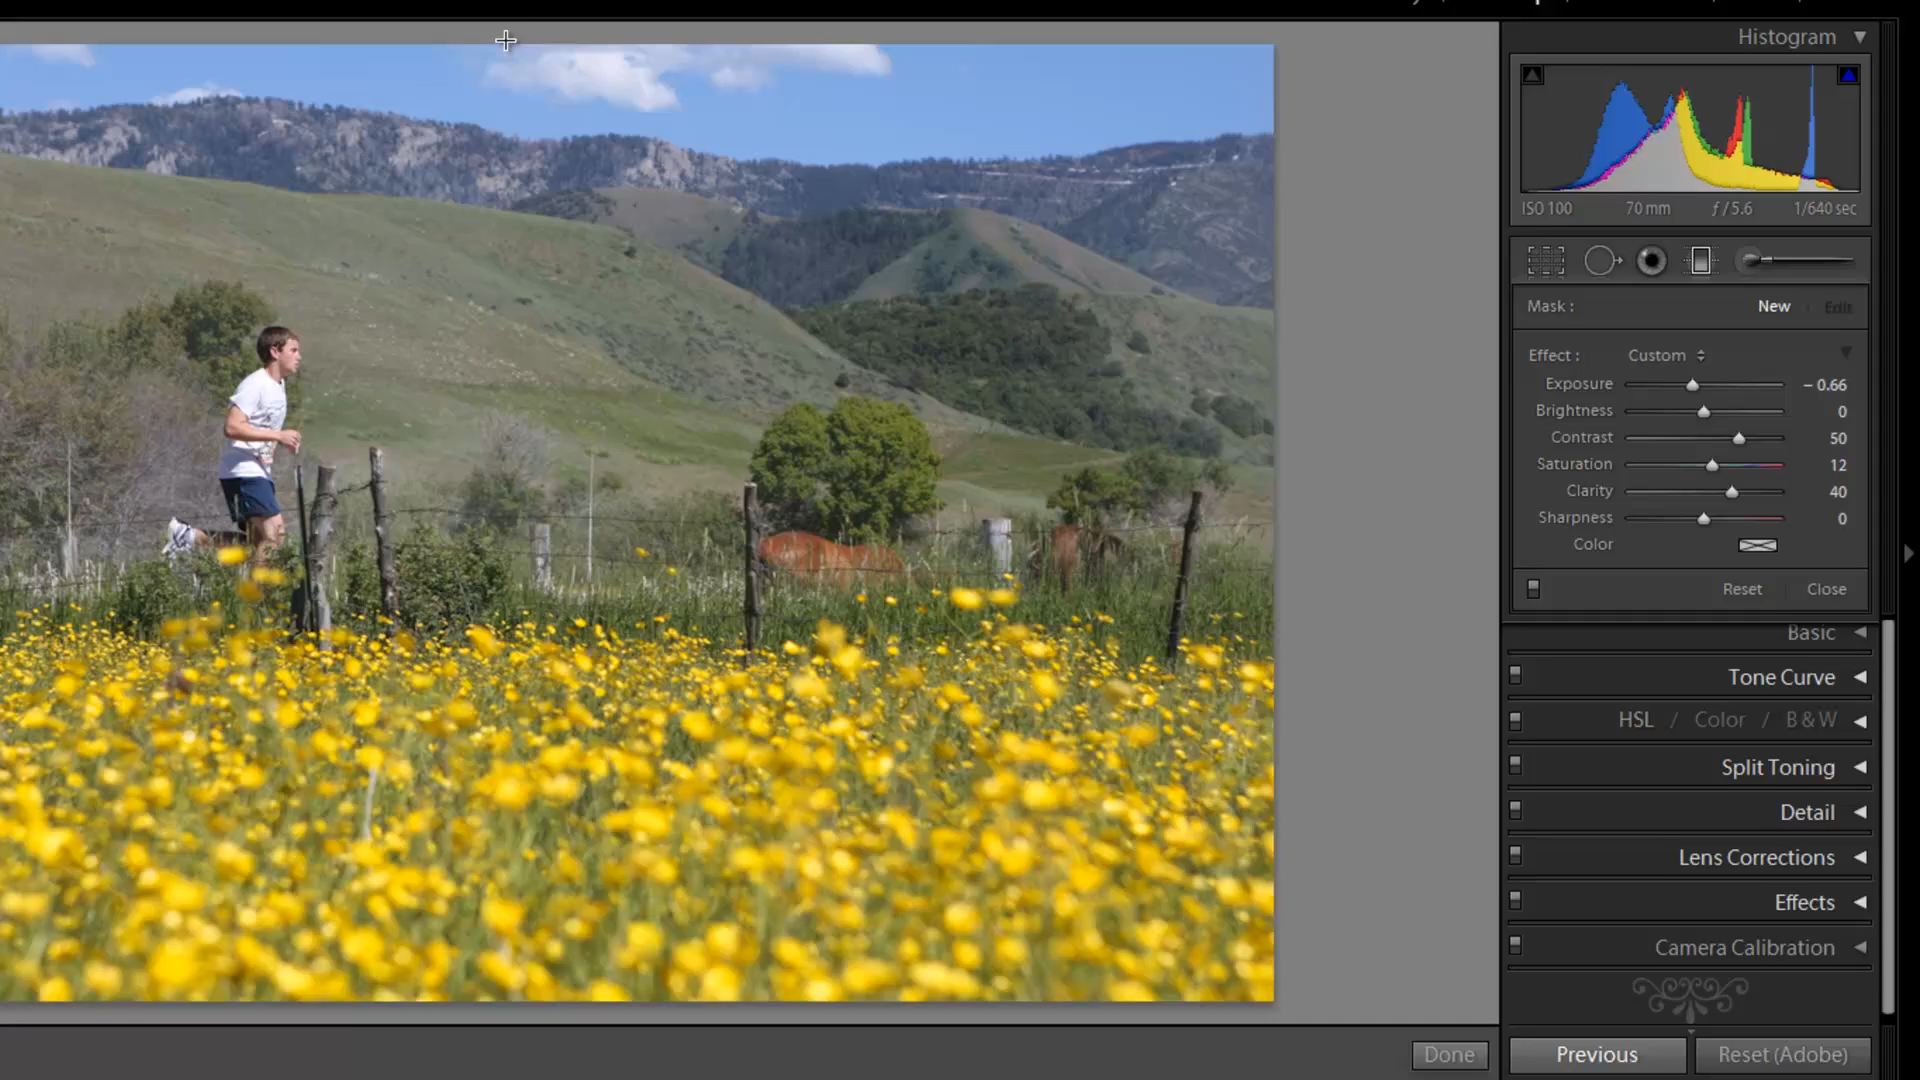 Histogram
ISO 100 70 mm ƒ / 5.6 1/640 sec
Mask : New Edit
Effect : Custom
Exposure – 0.66
Brightness 0
Contrast 50
Saturation 12
Clarity 40
Sharpness 0
Color
Reset Close
Basic
Tone Curve
HSL / Color / B & W
Split Toning
Detail
Lens Corrections
Effects
Camera Calibration
Done Previous Reset (Adobe)